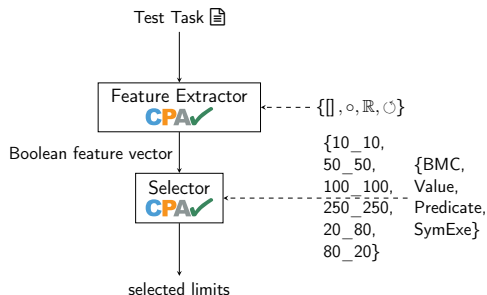 Test Task
Feature Extractor
CPA
{[], ∘, ℝ, ↺}
Boolean feature vector
Selector
CPA
{10_10,
50_50,
100_100,
250_250,
20_80,
80_20}
{BMC,
Value,
Predicate,
SymExe}
selected limits